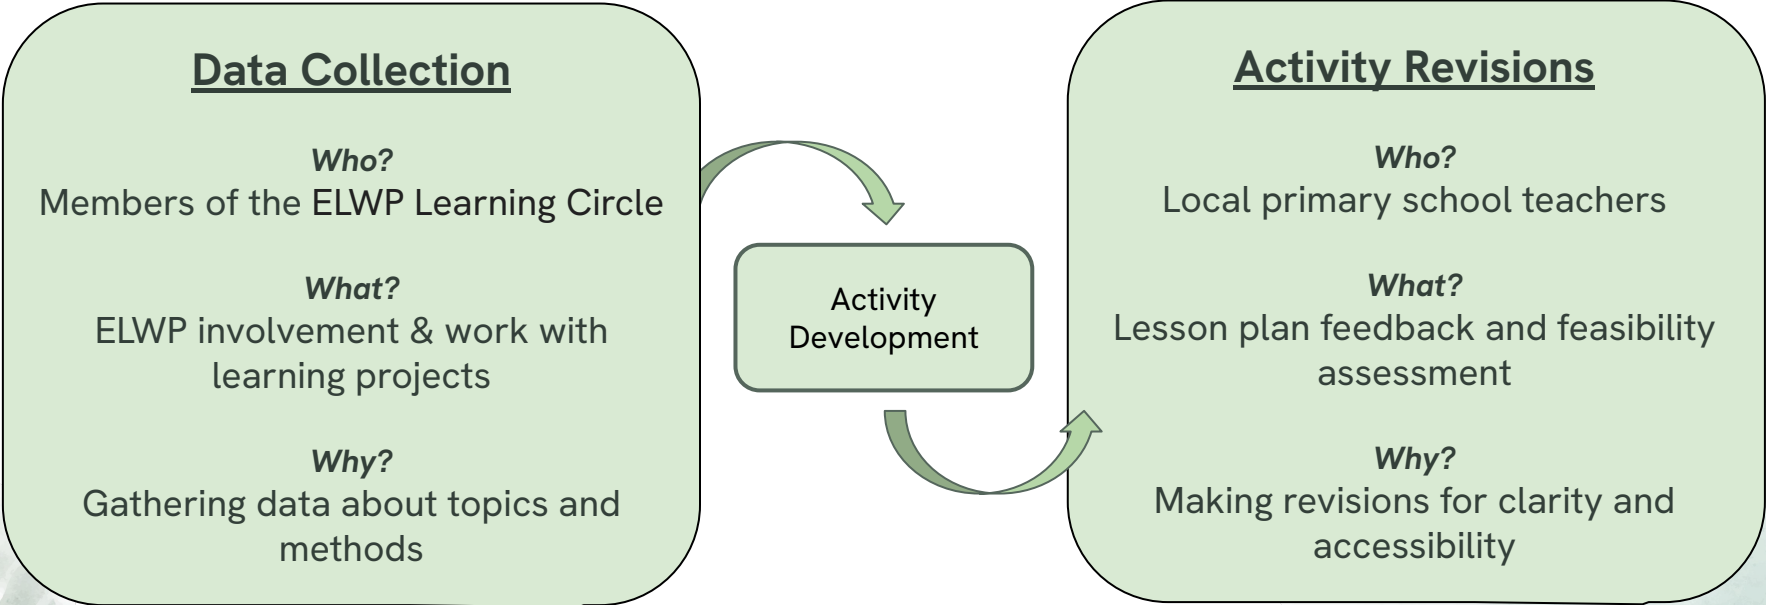 Data Collection
Who?
Members of the ELWP Learning Circle
What?
ELWP involvement & work with
learning projects
Why?
Gathering data about topics and
methods
Activity
Development
Activity Revisions
Who?
Local primary school teachers
What?
Lesson plan feedback and feasibility
assessment
Why?
Making revisions for clarity and
accessibility